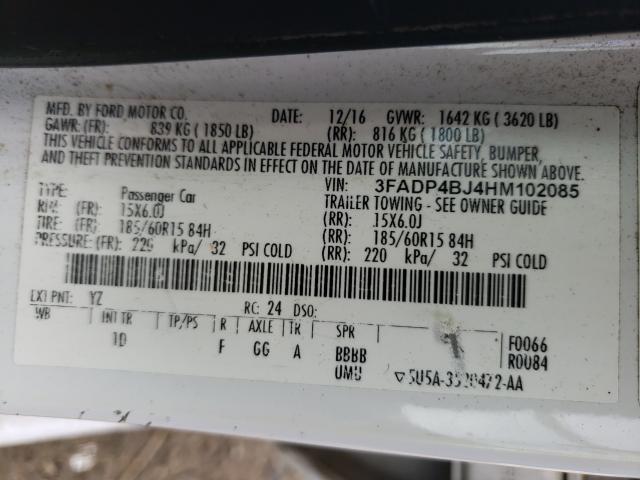 MFD. BY FORD MOTOR CO. DATE: 12/16 GVWR: 1642 KG ( 3620 LB)
GAWR: (FR): 839 KG ( 1850 LB) (RR): 816 KG ( 1800 LB)
THIS VEHICLE CONFORMS TO ALL APPLICABLE FEDERAL MOTOR VEHICLE SAFETY, BUMPER,
AND THEFT PREVENTION STANDARDS IN EFFECT ON THE DATE OF MANUFACTURE SHOWN ABOVE.
VIN: 3FADP4BJ4HM102085
TYPE: Passenger Car TRAILER TOWING - SEE OWNER GUIDE
RIM: (FR): 15X6.0J (RR): 15X6.0J
TIRE: (FR): 185/60R15 84H (RR): 185/60R15 84H
PRESSURE: (FR): 220 kPa/ 32 PSI COLD (RR): 220 kPa/ 32 PSI COLD
EXT PNT: YZ RC: 24 DSO:
WB INT TR TP/PS R AXLE TR SPR F0066
10 F GG A BBBB R0084
UMU 5U5A-3520472-AA